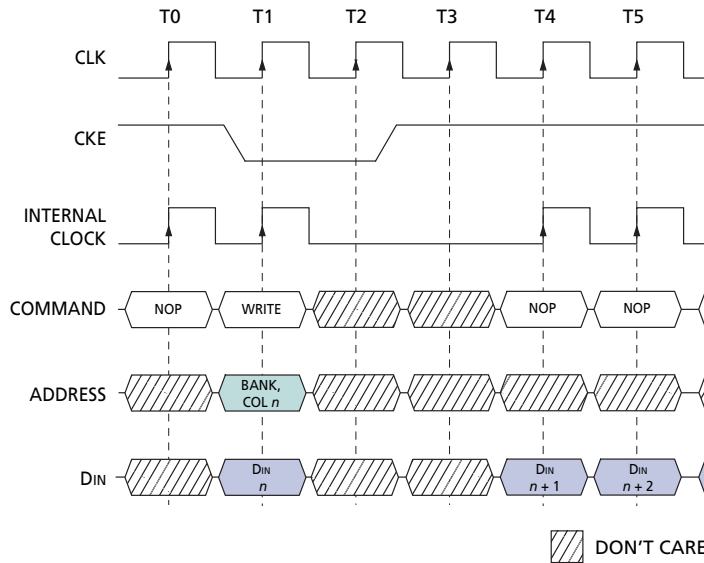 T0 T1 T2 T3 T4 T5
CLK
CKE
INTERNAL
CLOCK
COMMAND NOP WRITE NOP NOP
ADDRESS BANK,
COL n
DIN DIN
n DIN
n + 1 DIN
n + 2
DON'T CARE